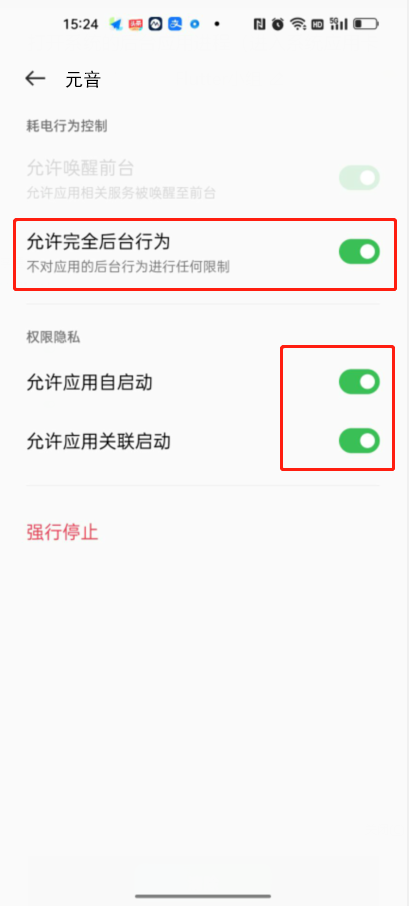 15:24
元音
耗电行为控制
允许唤醒前台
允许应用相关服务被唤醒至前台
允许完全后台行为
不对应用的后台行为进行任何限制
权限隐私
允许应用自启动
允许应用关联启动
强行停止